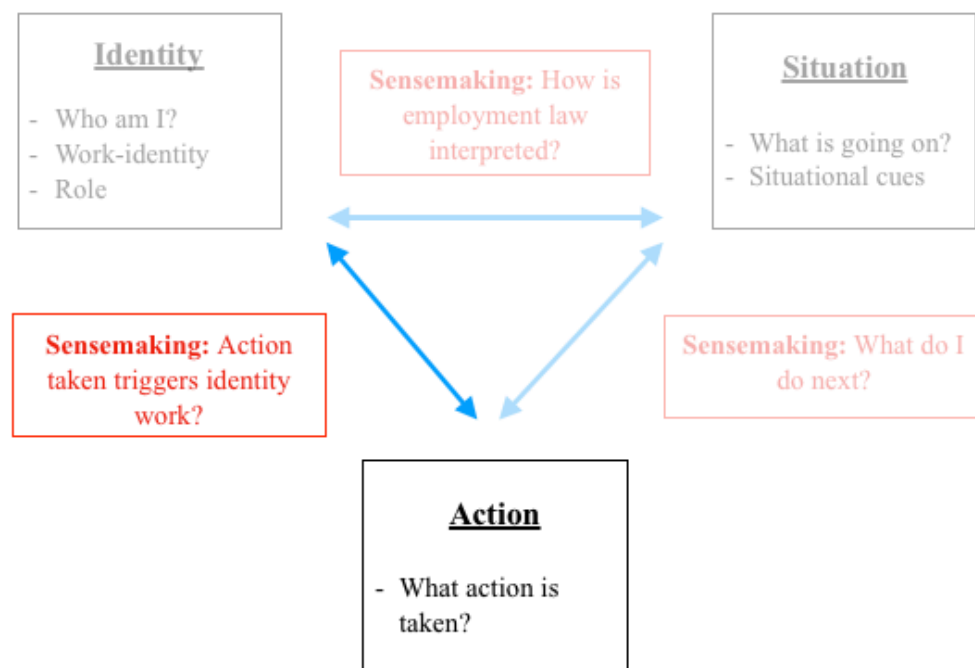 Identity
- Who am I?
- Work-identity
- Role
Sensemaking: How is
employment law
interpreted?
Situation
- What is going on?
- Situational cues
Sensemaking: Action
taken triggers identity
work?
Sensemaking: What do I
do next?
Action
- What action is
taken?